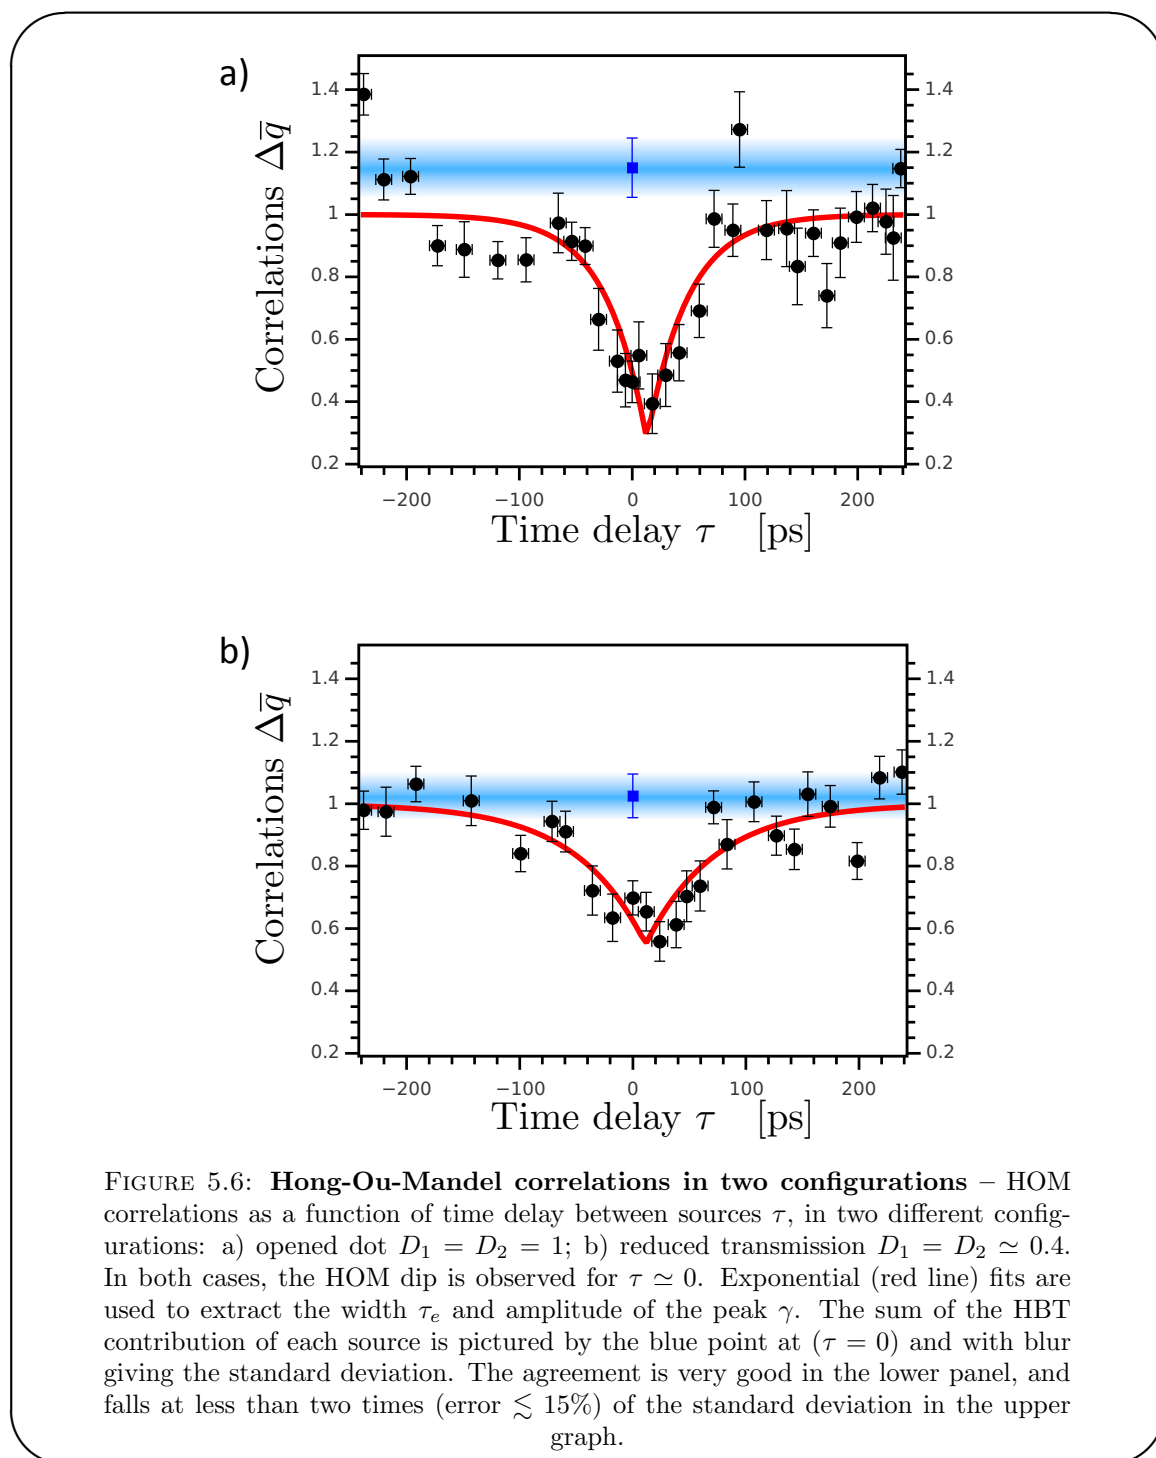 a)
1.4 1.4
1.2 1.2
1 1
0.8 0.8
0.6 0.6
0.4 0.4
0.2 0.2
Correlations Δq̅
−200 −100 0 100 200
Time delay τ [ps]
b)
1.4 1.4
1.2 1.2
1 1
0.8 0.8
0.6 0.6
0.4 0.4
0.2 0.2
Correlations Δq̅
−200 −100 0 100 200
Time delay τ [ps]
FIGURE 5.6: Hong-Ou-Mandel correlations in two configurations – HOM
correlations as a function of time delay between sources τ, in two different config-
urations: a) opened dot D₁ = D₂ = 1; b) reduced transmission D₁ = D₂ ≃ 0.4.
In both cases, the HOM dip is observed for τ ≃ 0. Exponential (red line) fits are
used to extract the width τₑ and amplitude of the peak γ. The sum of the HBT
contribution of each source is pictured by the blue point at (τ = 0) and with blur
giving the standard deviation. The agreement is very good in the lower panel, and
falls at less than two times (error ≲ 15%) of the standard deviation in the upper
graph.